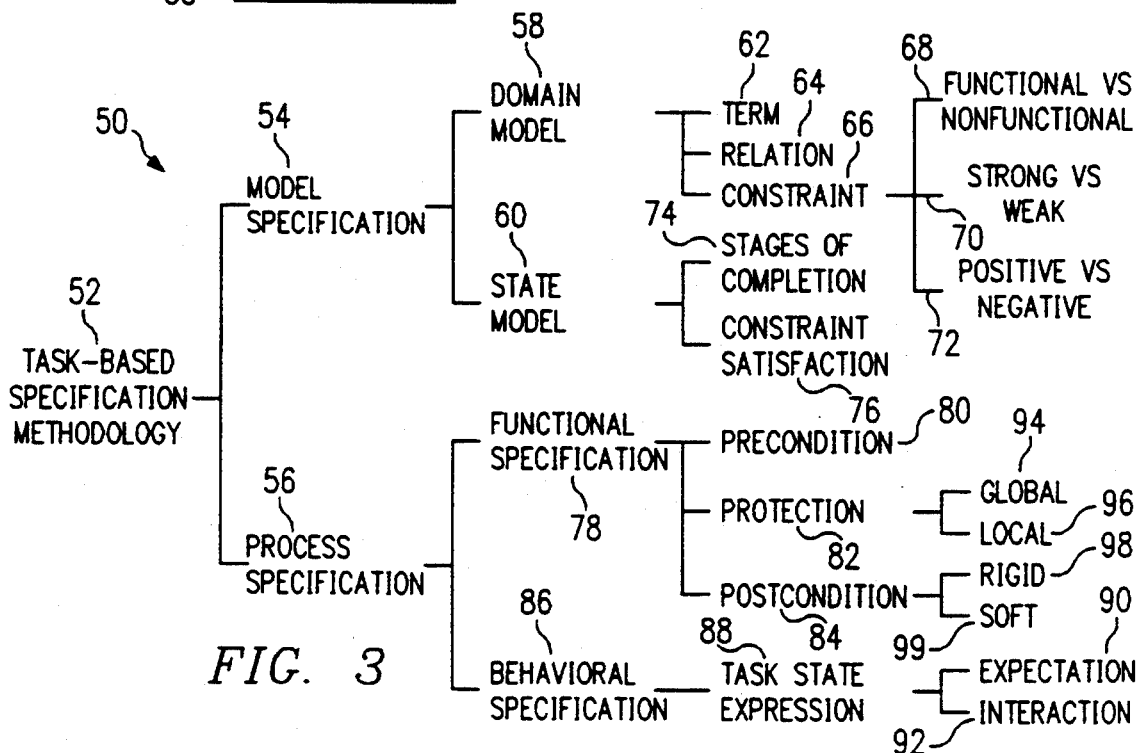 58
62
68
DOMAIN
MODEL
TERM
64
FUNCTIONAL VS
NONFUNCTIONAL
50
54
RELATION
66
MODEL
SPECIFICATION
CONSTRAINT
STRONG VS
WEAK
70
60
74
STAGES OF
COMPLETION
STATE
MODEL
POSITIVE VS
NEGATIVE
72
52
CONSTRAINT
SATISFACTION
76
TASK-BASED
SPECIFICATION
METHODOLOGY
FUNCTIONAL
SPECIFICATION
78
PRECONDITION
80
94
56
PROTECTION
82
GLOBAL
LOCAL
96
PROCESS
SPECIFICATION
98
POSTCONDITION
84
RIGID
SOFT
99
90
86
88
FIG. 3
BEHAVIORAL
SPECIFICATION
TASK STATE
EXPRESSION
EXPECTATION
INTERACTION
92